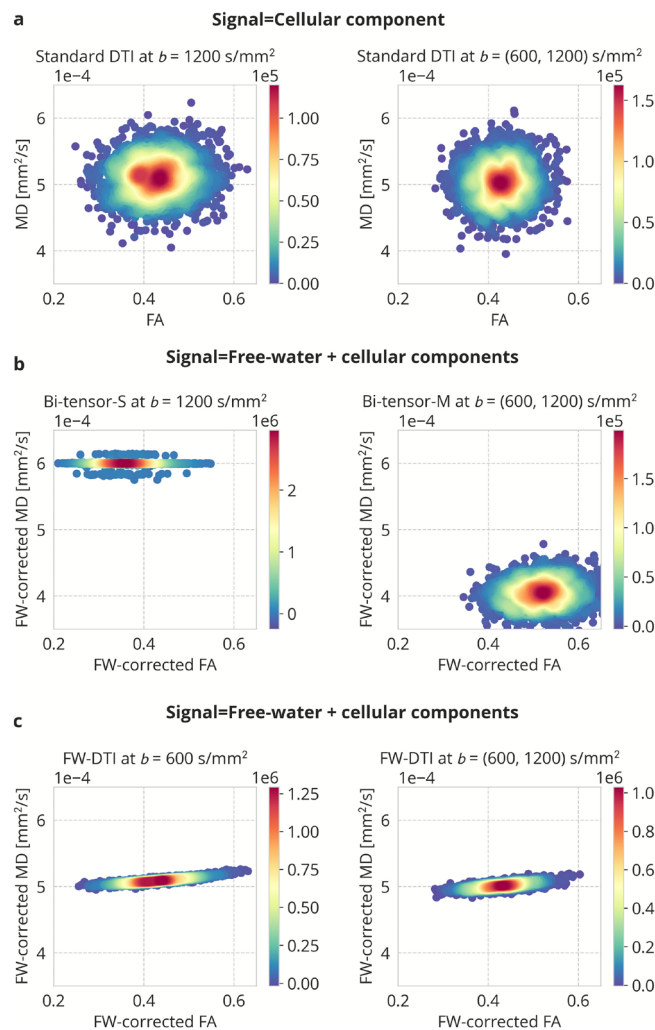 a
Signal=Cellular component
Standard DTI at b = 1200 s/mm²
1e−4
1e5
MD [mm²/s]
6
5
4
0.2
0.4
0.6
FA
1.00
0.75
0.50
0.25
0.00
Standard DTI at b = (600, 1200) s/mm²
1e−4
1e5
MD [mm²/s]
6
5
4
0.2
0.4
0.6
FA
1.5
1.0
0.5
0.0
b
Signal=Free-water + cellular components
Bi-tensor-S at b = 1200 s/mm²
1e−4
1e6
FW-corrected MD [mm²/s]
6
5
4
0.2
0.4
0.6
FW-corrected FA
2
1
0
Bi-tensor-M at b = (600, 1200) s/mm²
1e−4
1e5
FW-corrected MD [mm²/s]
6
5
4
0.2
0.4
0.6
FW-corrected FA
1.5
1.0
0.5
0.0
c
Signal=Free-water + cellular components
FW-DTI at b = 600 s/mm²
1e−4
1e6
FW-corrected MD [mm²/s]
6
5
4
0.2
0.4
0.6
FW-corrected FA
1.25
1.00
0.75
0.50
0.25
0.00
FW-DTI at b = (600, 1200) s/mm²
1e−4
1e6
FW-corrected MD [mm²/s]
6
5
4
0.2
0.4
0.6
FW-corrected FA
1.0
0.8
0.6
0.4
0.2
0.0